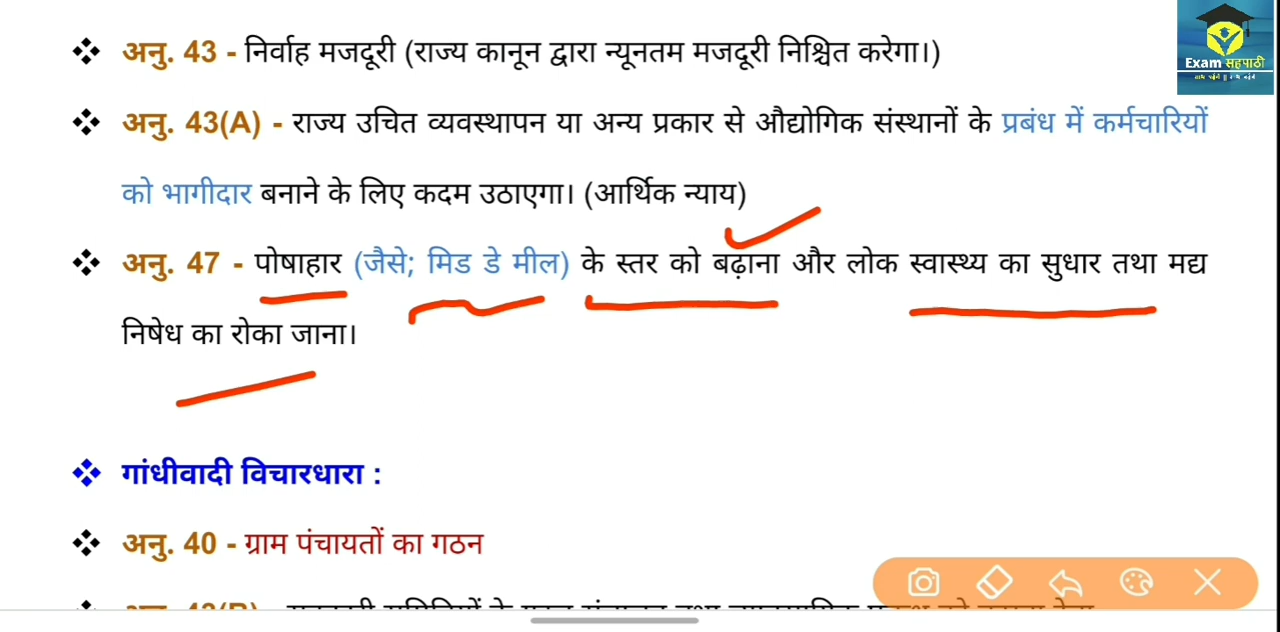 Exam सहपाठी
❖ अनु. 43 - निर्वाह मजदूरी (राज्य कानून द्वारा न्यूनतम मजदूरी निश्चित करेगा।)
❖ अनु. 43(A) - राज्य उचित व्यवस्थापन या अन्य प्रकार से औद्योगिक संस्थानों के प्रबंध में कर्मचारियों
को भागीदार बनाने के लिए कदम उठाएगा। (आर्थिक न्याय)
❖ अनु. 47 - पोषाहार (जैसे; मिड डे मील) के स्तर को बढ़ाना और लोक स्वास्थ्य का सुधार तथा मद्य
निषेध का रोका जाना।
❖ गांधीवादी विचारधारा :
❖ अनु. 40 - ग्राम पंचायतों का गठन